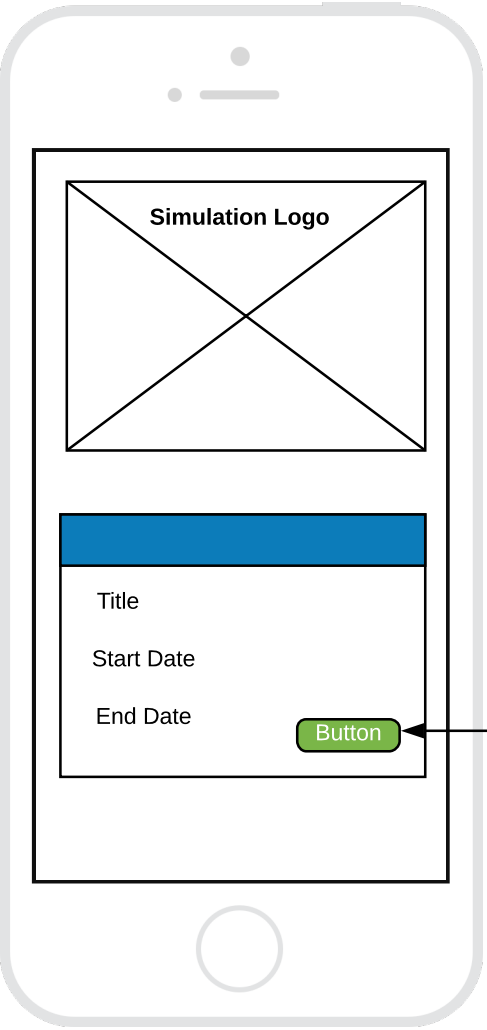 Simulation Logo
Title
Start Date
End Date
Button